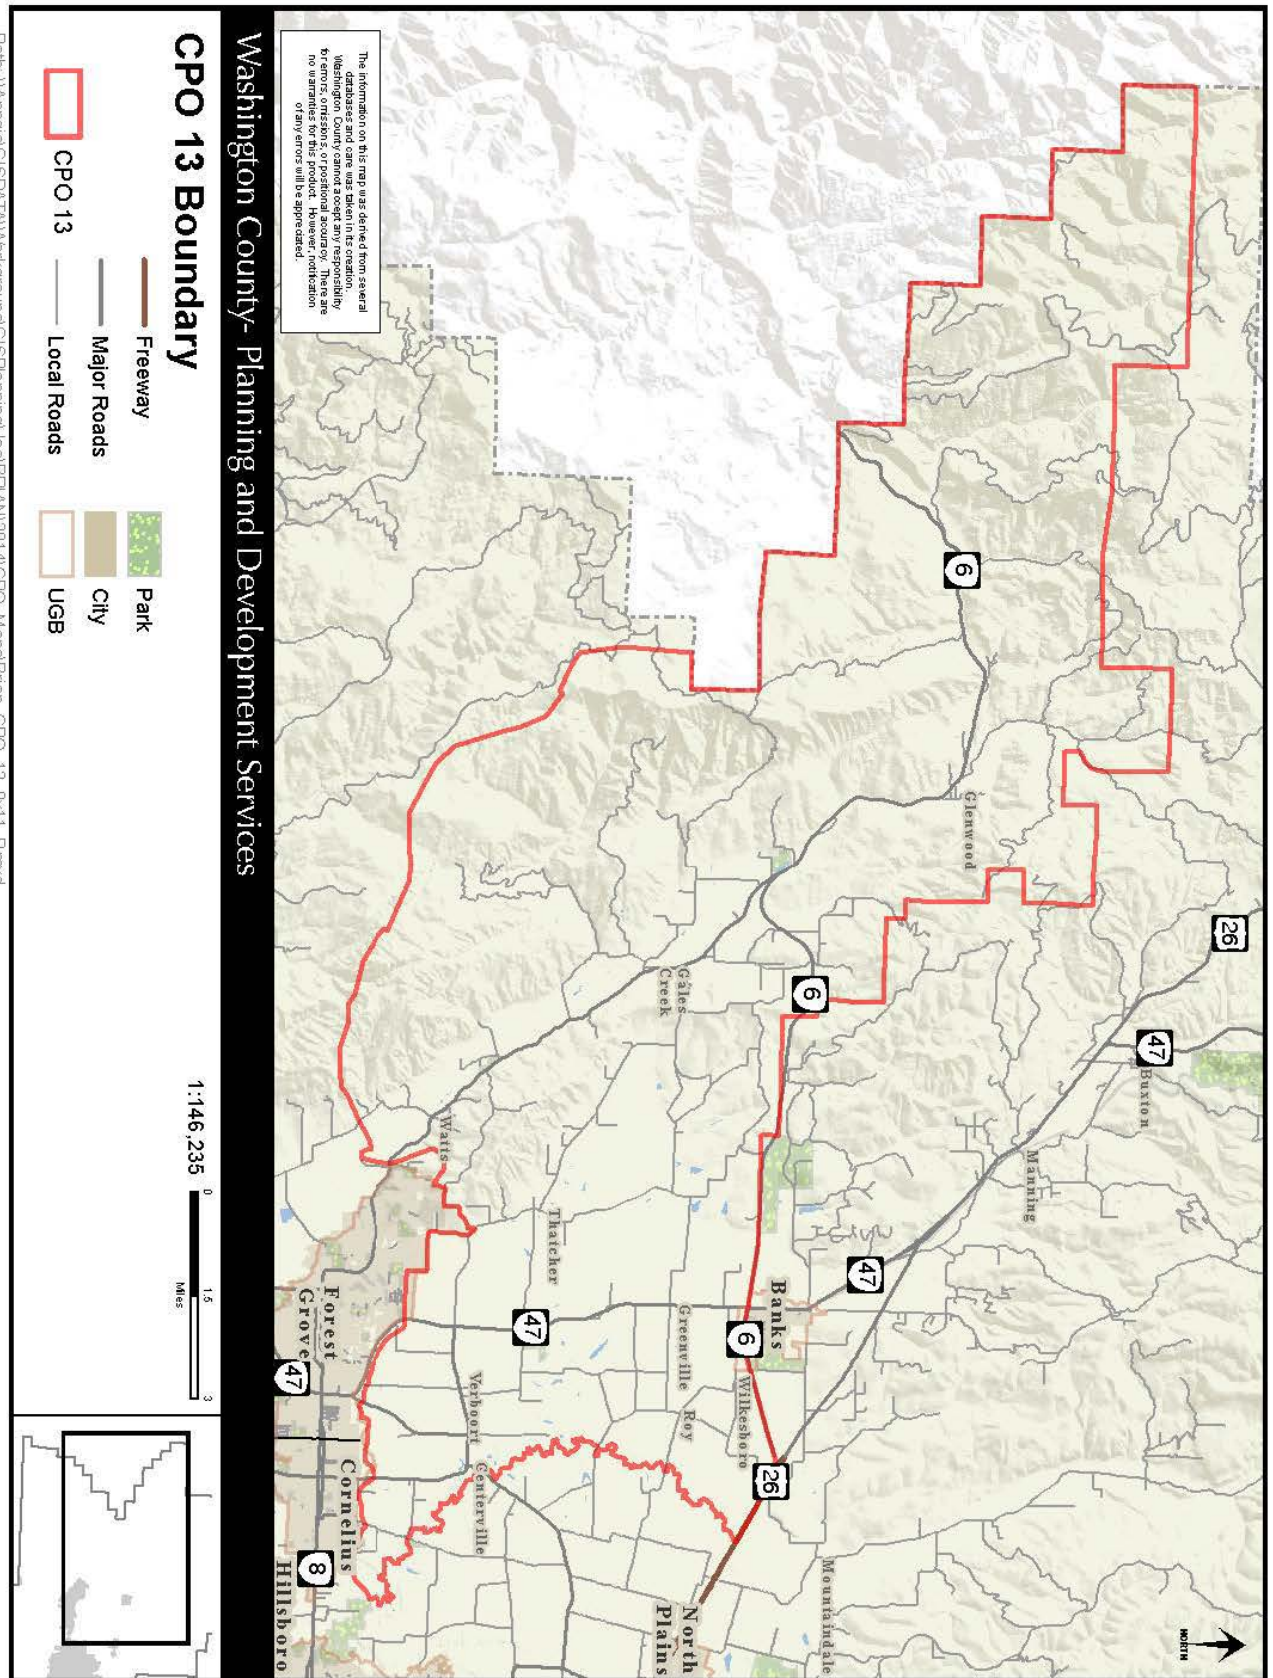 Washington County- Planning and Development Services
CPO 13 Boundary
The information on this map was derived from several
databases and care was taken in its creation.
Washington County cannot accept any responsibility
for errors, omissions, or positional accuracy. There are
no warranties for this product. However, notification
of any errors will be appreciated.
26
47
Buxton
Manning
6
Glenwood
6
47
Gales
Creek
Banks
6
Wilkesboro
26
Mountaindale
North
Plains
Greenville
Roy
Thatcher
47
Watts
Verboort
Centerville
Forest
Grove
47
Cornelius
8
Hillsboro
NORTH
CPO 13
Freeway
Major Roads
Local Roads
Park
City
UGB
1:146,235
0
1.5
3
Miles